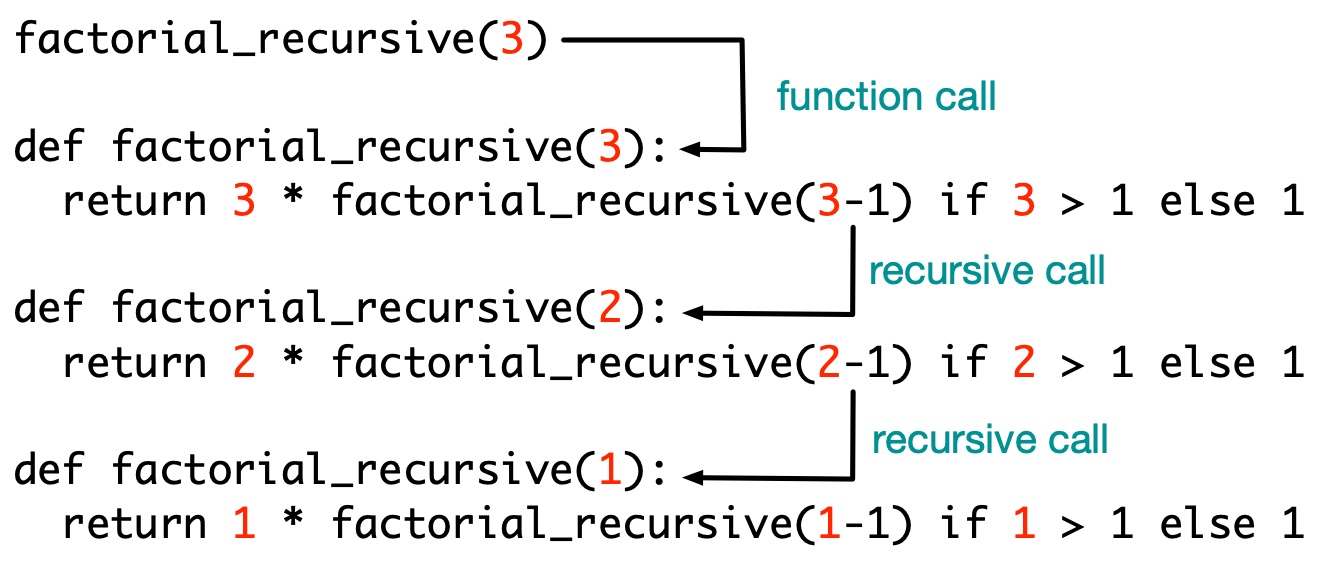 factorial_recursive(3)
function call
def factorial_recursive(3):
  return 3 * factorial_recursive(3-1) if 3 > 1 else 1
recursive call
def factorial_recursive(2):
  return 2 * factorial_recursive(2-1) if 2 > 1 else 1
recursive call
def factorial_recursive(1):
  return 1 * factorial_recursive(1-1) if 1 > 1 else 1